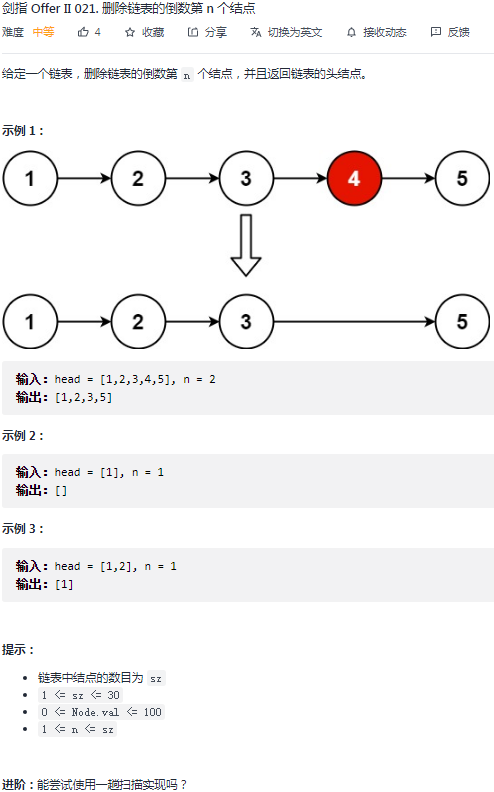 剑指 Offer II 021. 删除链表的倒数第 n 个结点
难度 中等 4 收藏 分享 切换为英文 接收动态 反馈
给定一个链表，删除链表的倒数第 n 个结点，并且返回链表的头结点。
示例 1：
1 2 3 4 5
1 2 3 5
输入：head = [1,2,3,4,5], n = 2
输出：[1,2,3,5]
示例 2：
输入：head = [1], n = 1
输出：[]
示例 3：
输入：head = [1,2], n = 1
输出：[1]
提示：
链表中结点的数目为 sz
1 <= sz <= 30
0 <= Node.val <= 100
1 <= n <= sz
进阶：能尝试使用一趟扫描实现吗？